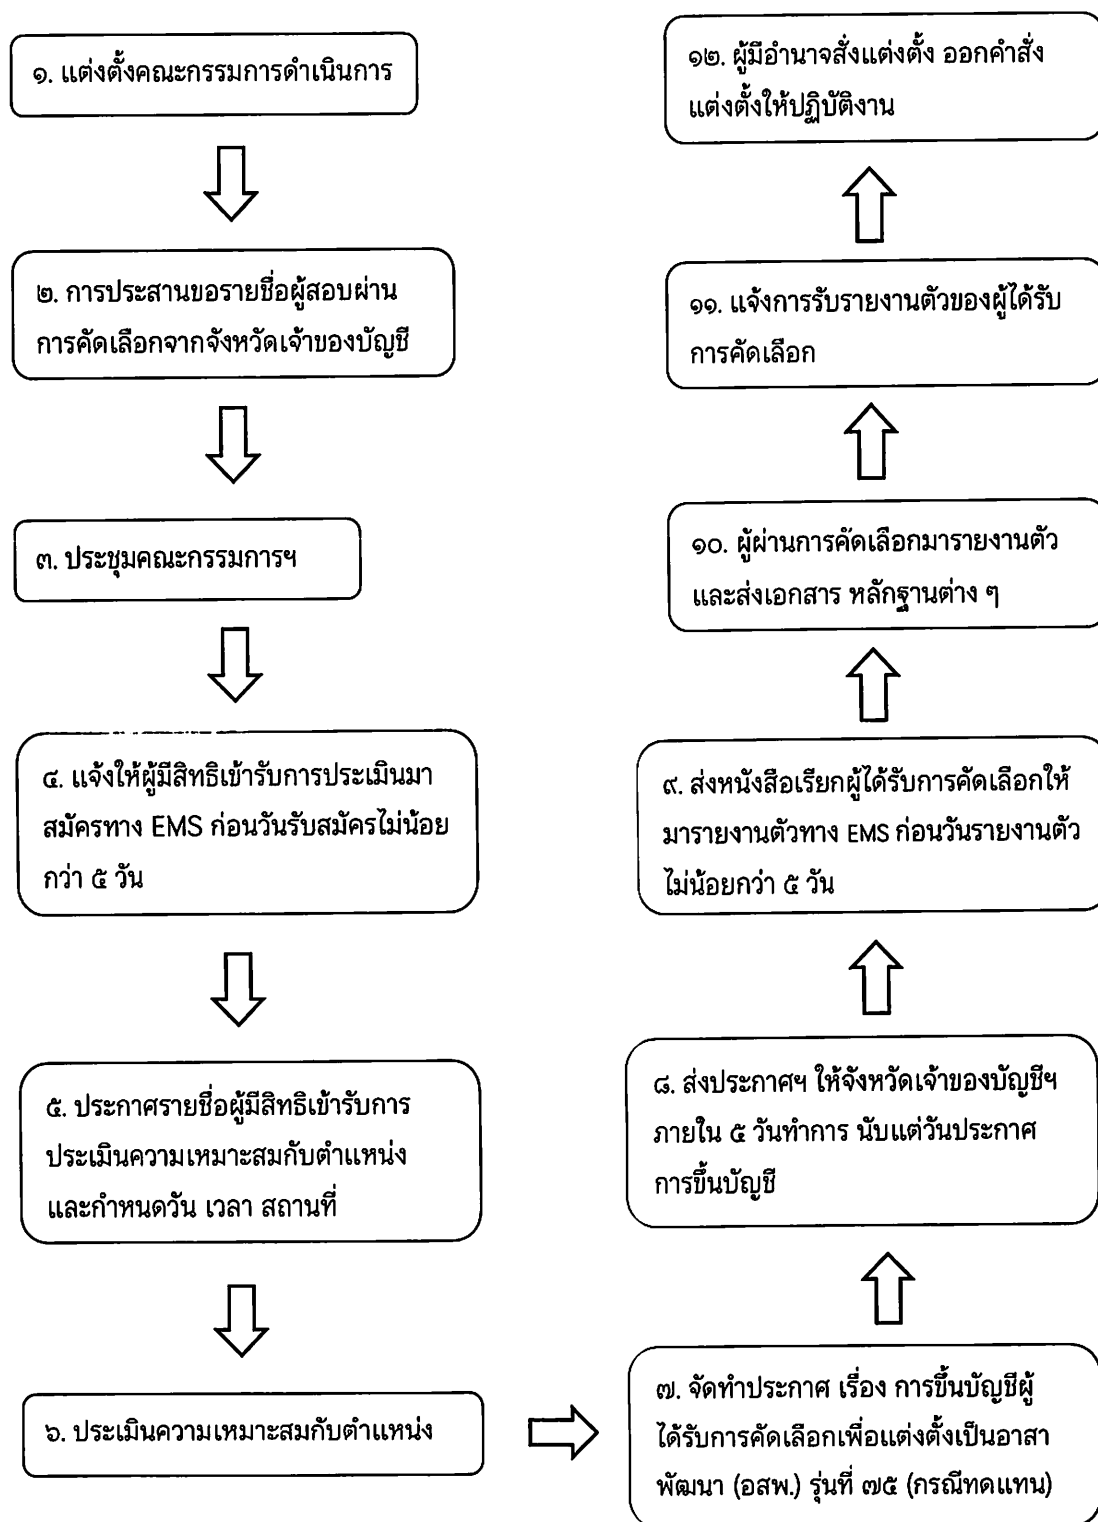 ๑. แต่งตั้งคณะกรรมการดำเนินการ
๒. การประสานขอรายชื่อผู้สอบผ่าน
การคัดเลือกจากจังหวัดเจ้าของบัญชี
๓. ประชุมคณะกรรมการฯ
๔. แจ้งให้ผู้มีสิทธิเข้ารับการประเมินมา
สมัครทาง EMS ก่อนวันรับสมัครไม่น้อย
กว่า ๕ วัน
๕. ประกาศรายชื่อผู้มีสิทธิเข้ารับการ
ประเมินความเหมาะสมกับตำแหน่ง
และกำหนดวัน เวลา สถานที่
๖. ประเมินความเหมาะสมกับตำแหน่ง
๗. จัดทำประกาศ เรื่อง การขึ้นบัญชีผู้
ได้รับการคัดเลือกเพื่อแต่งตั้งเป็นอาสา
พัฒนา (อสพ.) รุ่นที่ ๗๕ (กรณีทดแทน)
๘. ส่งประกาศฯ ให้จังหวัดเจ้าของบัญชีฯ
ภายใน ๕ วันทำการ นับแต่วันประกาศ
การขึ้นบัญชี
๙. ส่งหนังสือเรียกผู้ได้รับการคัดเลือกให้
มารายงานตัวทาง EMS ก่อนวันรายงานตัว
ไม่น้อยกว่า ๕ วัน
๑๐. ผู้ผ่านการคัดเลือกมารายงานตัว
และส่งเอกสาร หลักฐานต่าง ๆ
๑๑. แจ้งการรับรายงานตัวของผู้ได้รับ
การคัดเลือก
๑๒. ผู้มีอำนาจสั่งแต่งตั้ง ออกคำสั่ง
แต่งตั้งให้ปฏิบัติงาน